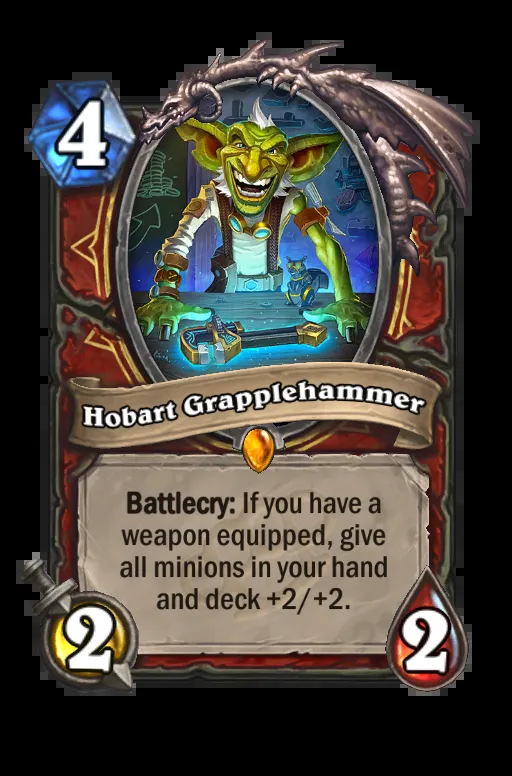 4
Hobart Grapplehammer
Battlecry: If you have a
weapon equipped, give
all minions in your hand
and deck +2/+2.
2
2